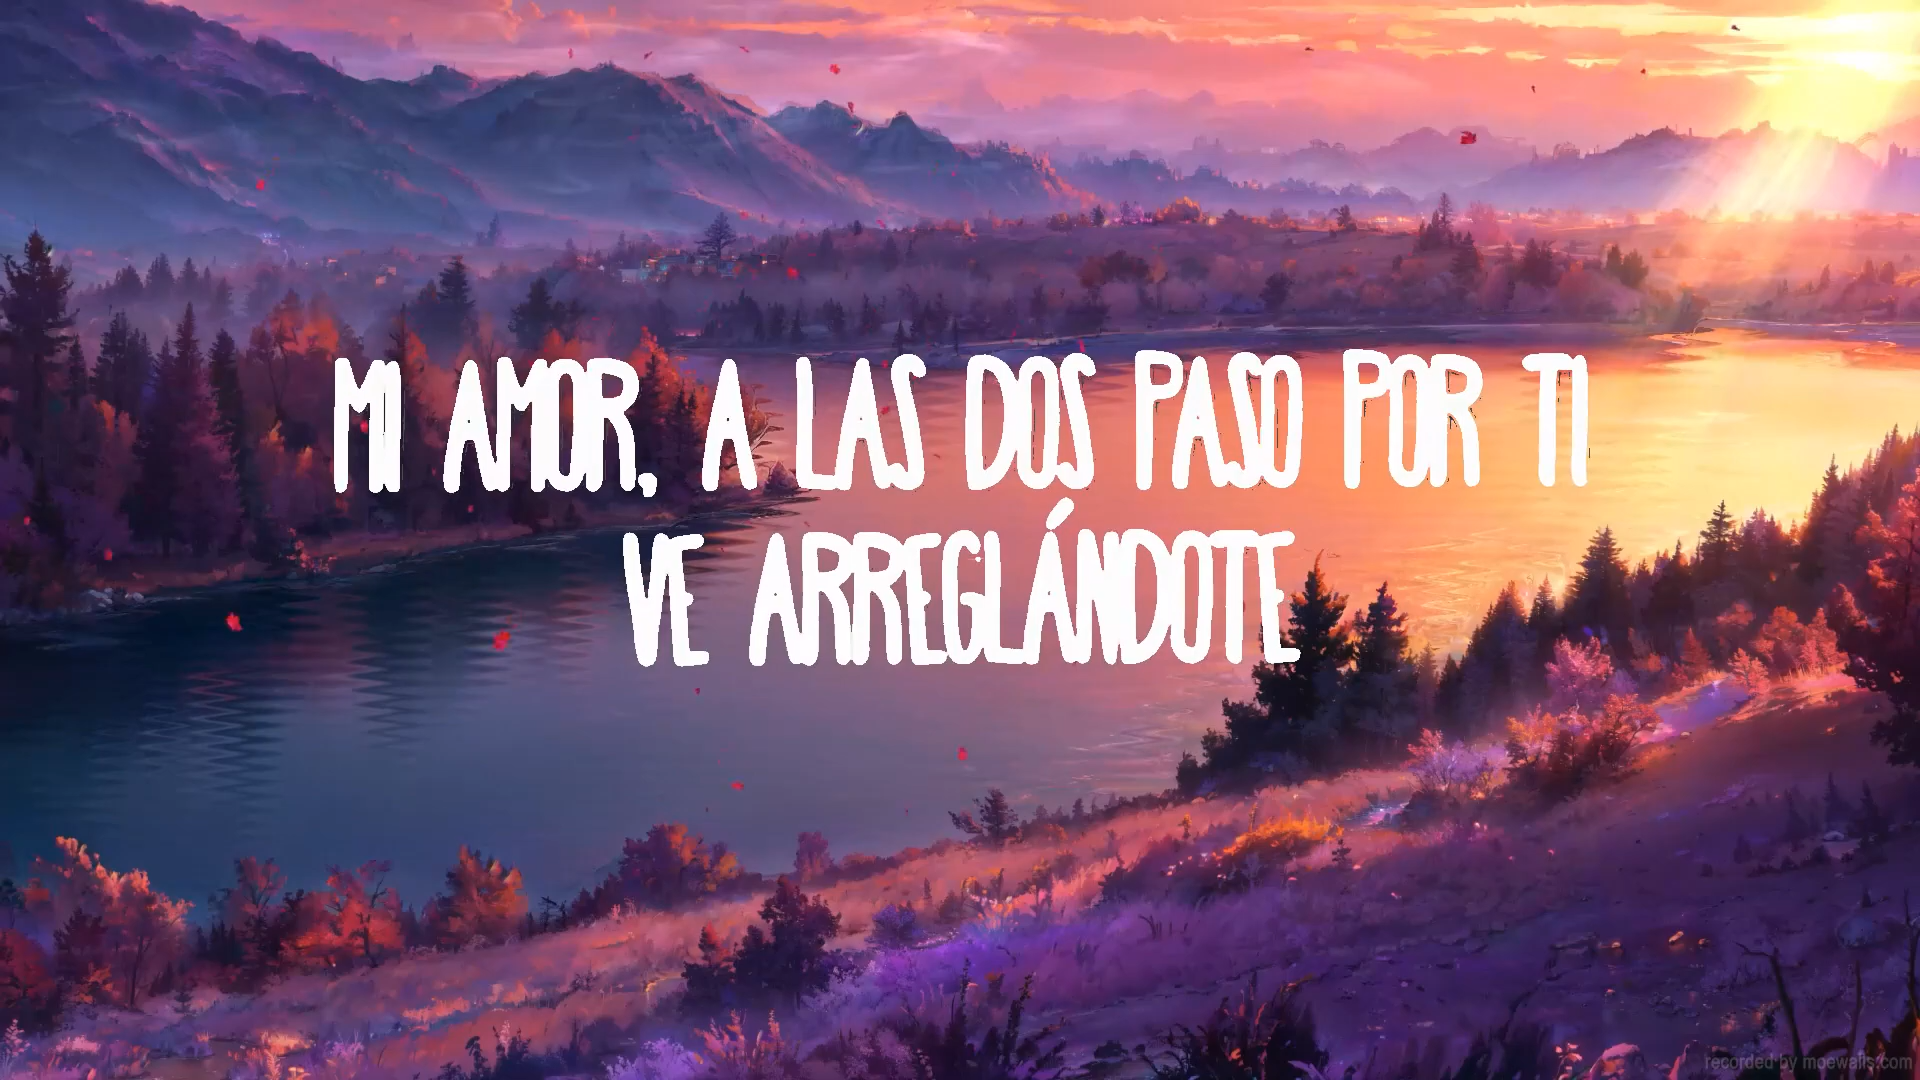 MI AMOR, A LAS DOS PASO POR TI
VE ARREGLÁNDOTE
recorded by moewalls.com